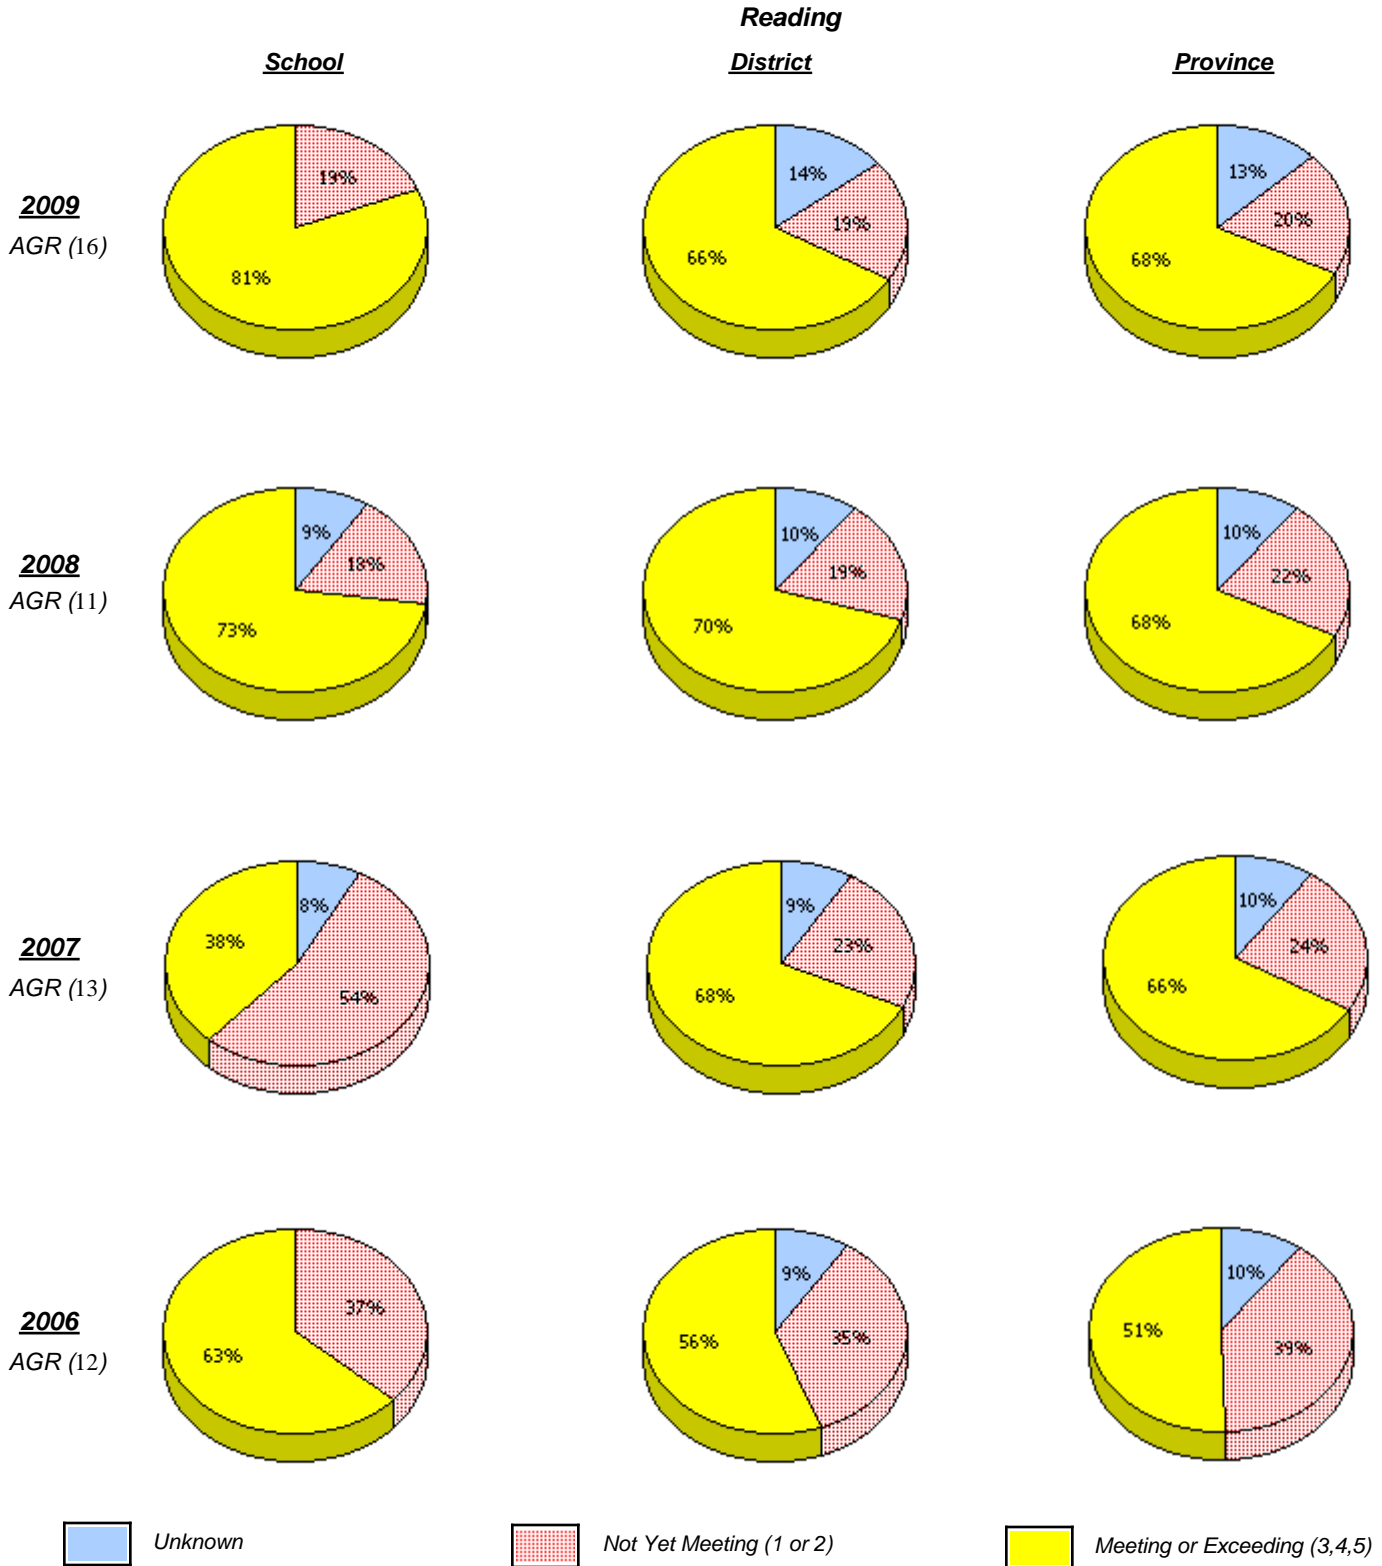 Reading
School District Province
19% 14% 13%
2009 19% 20%
AGR (16)
81% 66% 68%
9% 10% 10%
2008 18% 19% 22%
AGR (11)
73% 70% 68%
8% 9% 10%
2007 38% 23% 24%
AGR (13) 54% 68% 66%
37% 9% 10%
2006 63% 56% 35% 51% 39%
AGR (12)
Unknown Not Yet Meeting (1 or 2) Meeting or Exceeding (3,4,5)